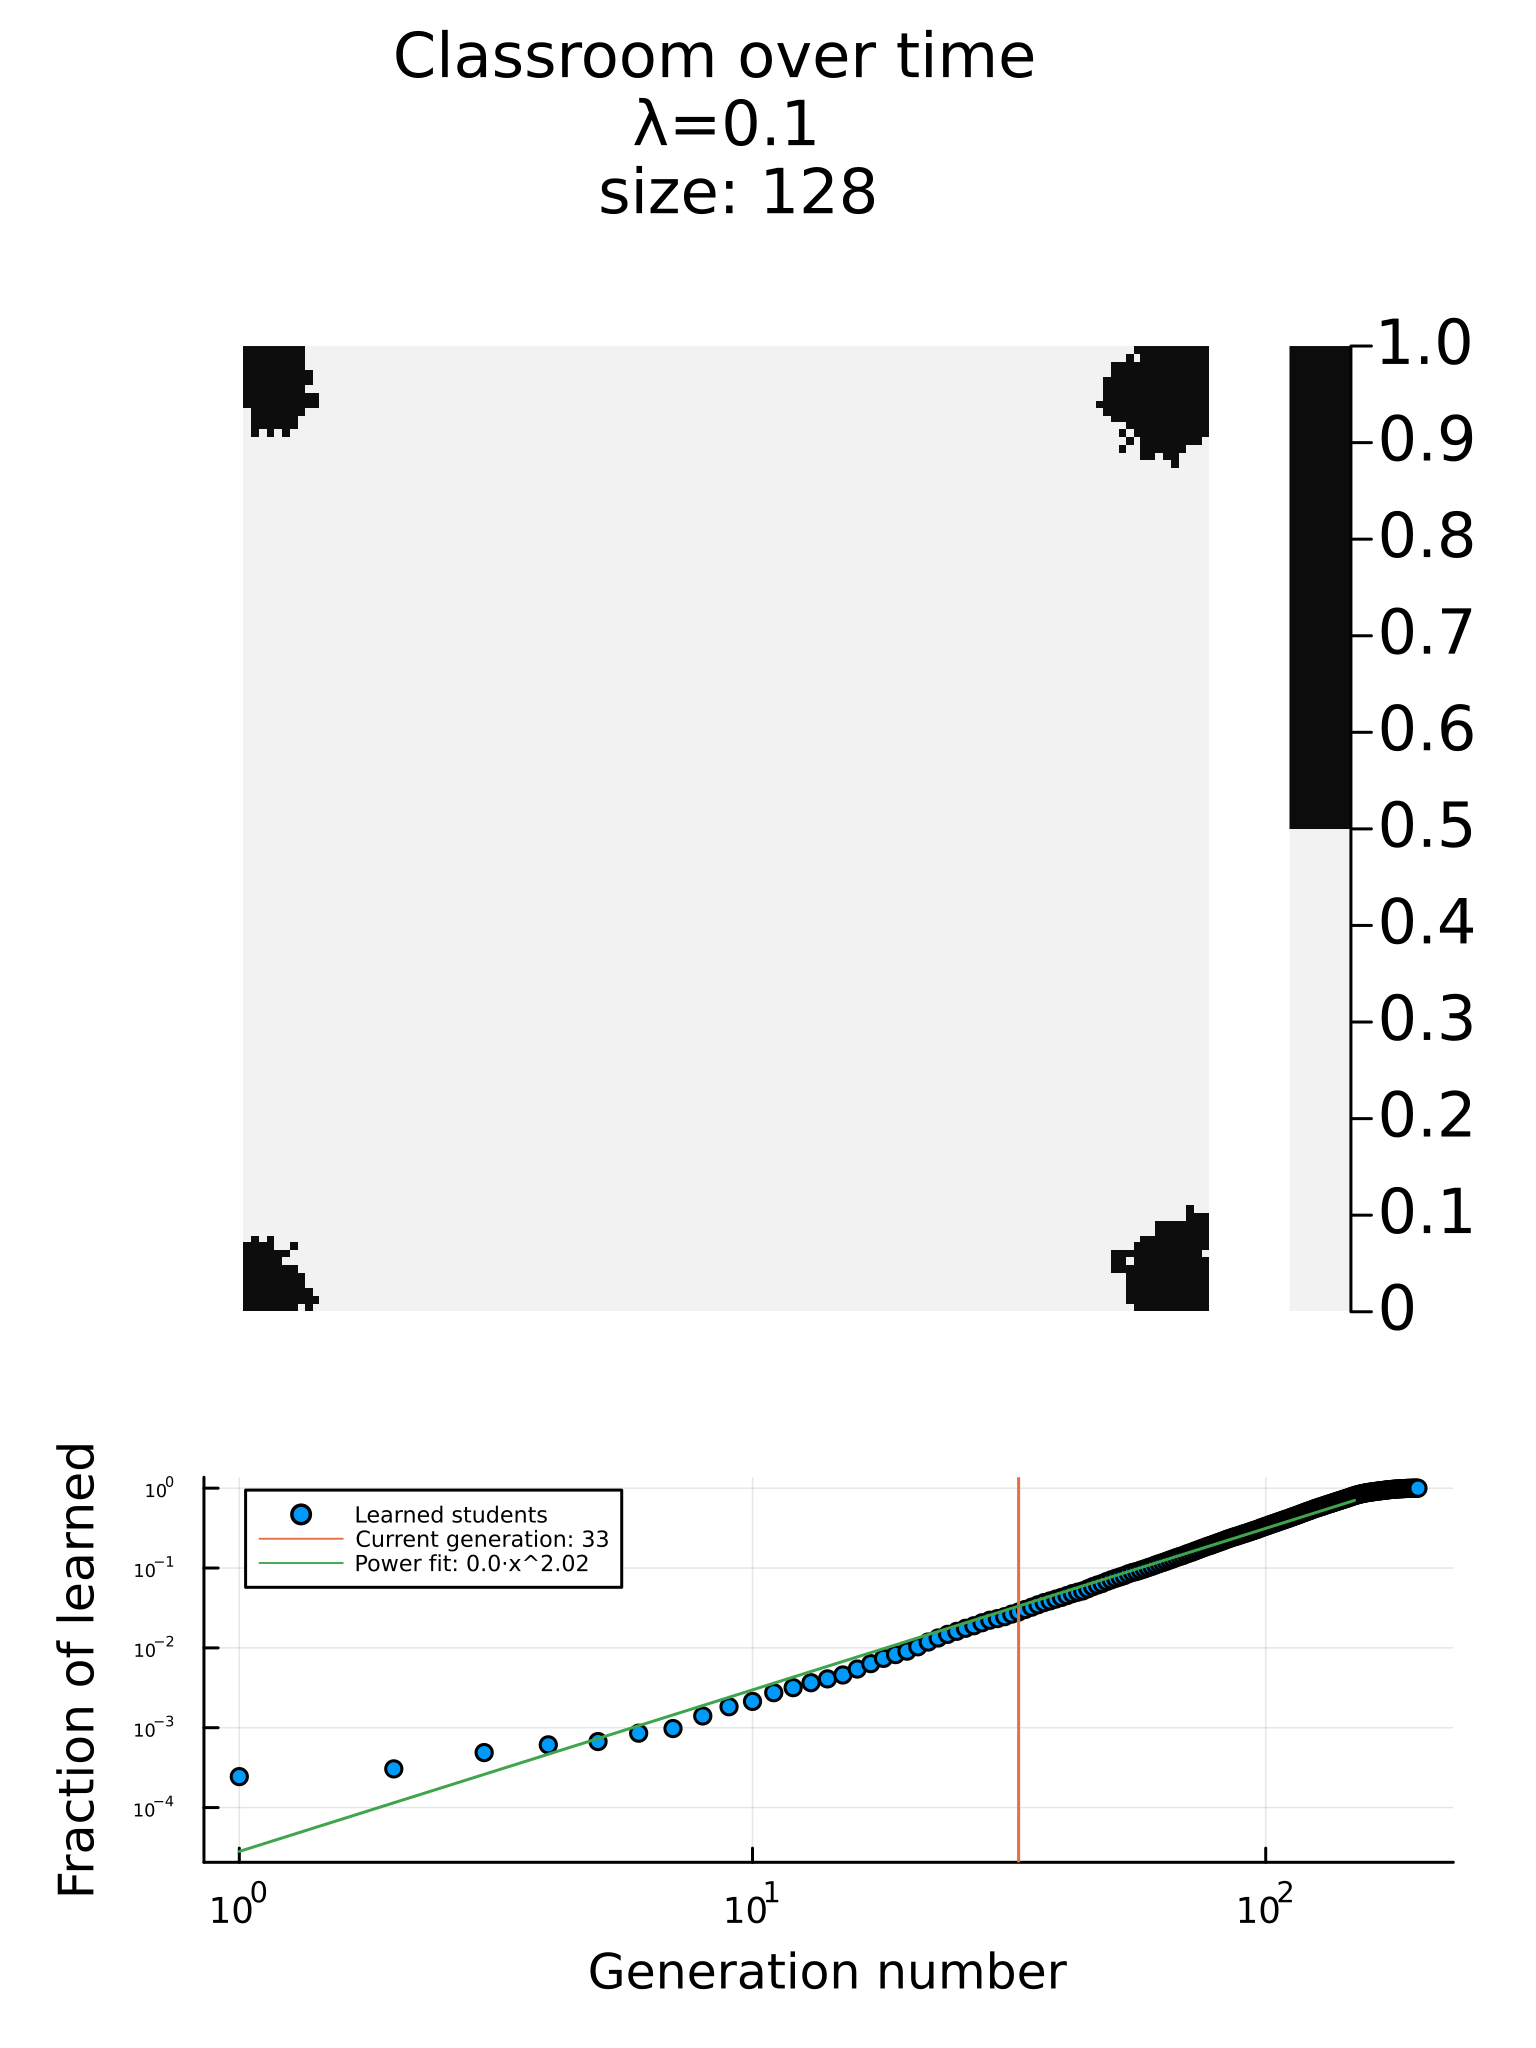 Classroom over time
λ=0.1
size: 128
1.0
0.9
0.8
0.7
0.6
0.5
0.4
0.3
0.2
0.1
0
Fraction of learned
10^0
10^-1
10^-2
10^-3
10^-4
Learned students
Current generation: 33
Power fit: 0.0·x^2.02
10^0 10^1 10^2
Generation number